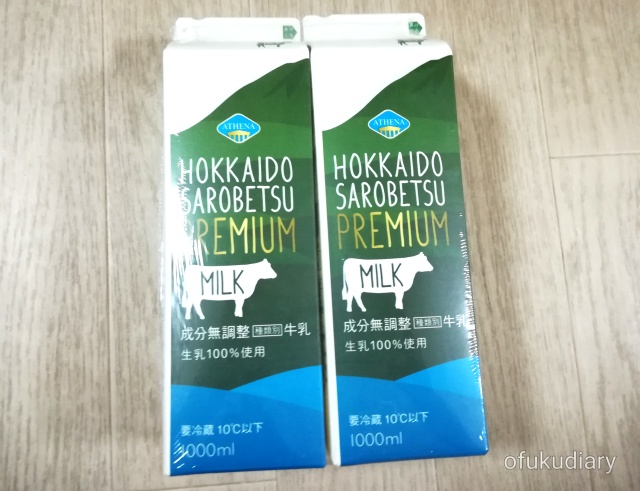 ATHENA
HOKKAIDO
SAROBETSU
PREMIUM
MILK
成分無調整 種類別 牛乳
生乳100%使用
要冷蔵 10℃以下
1000ml
ATHENA
HOKKAIDO
SAROBETSU
PREMIUM
MILK
成分無調整 種類別 牛乳
生乳100%使用
要冷蔵 10℃以下
1000ml
ofukudiary